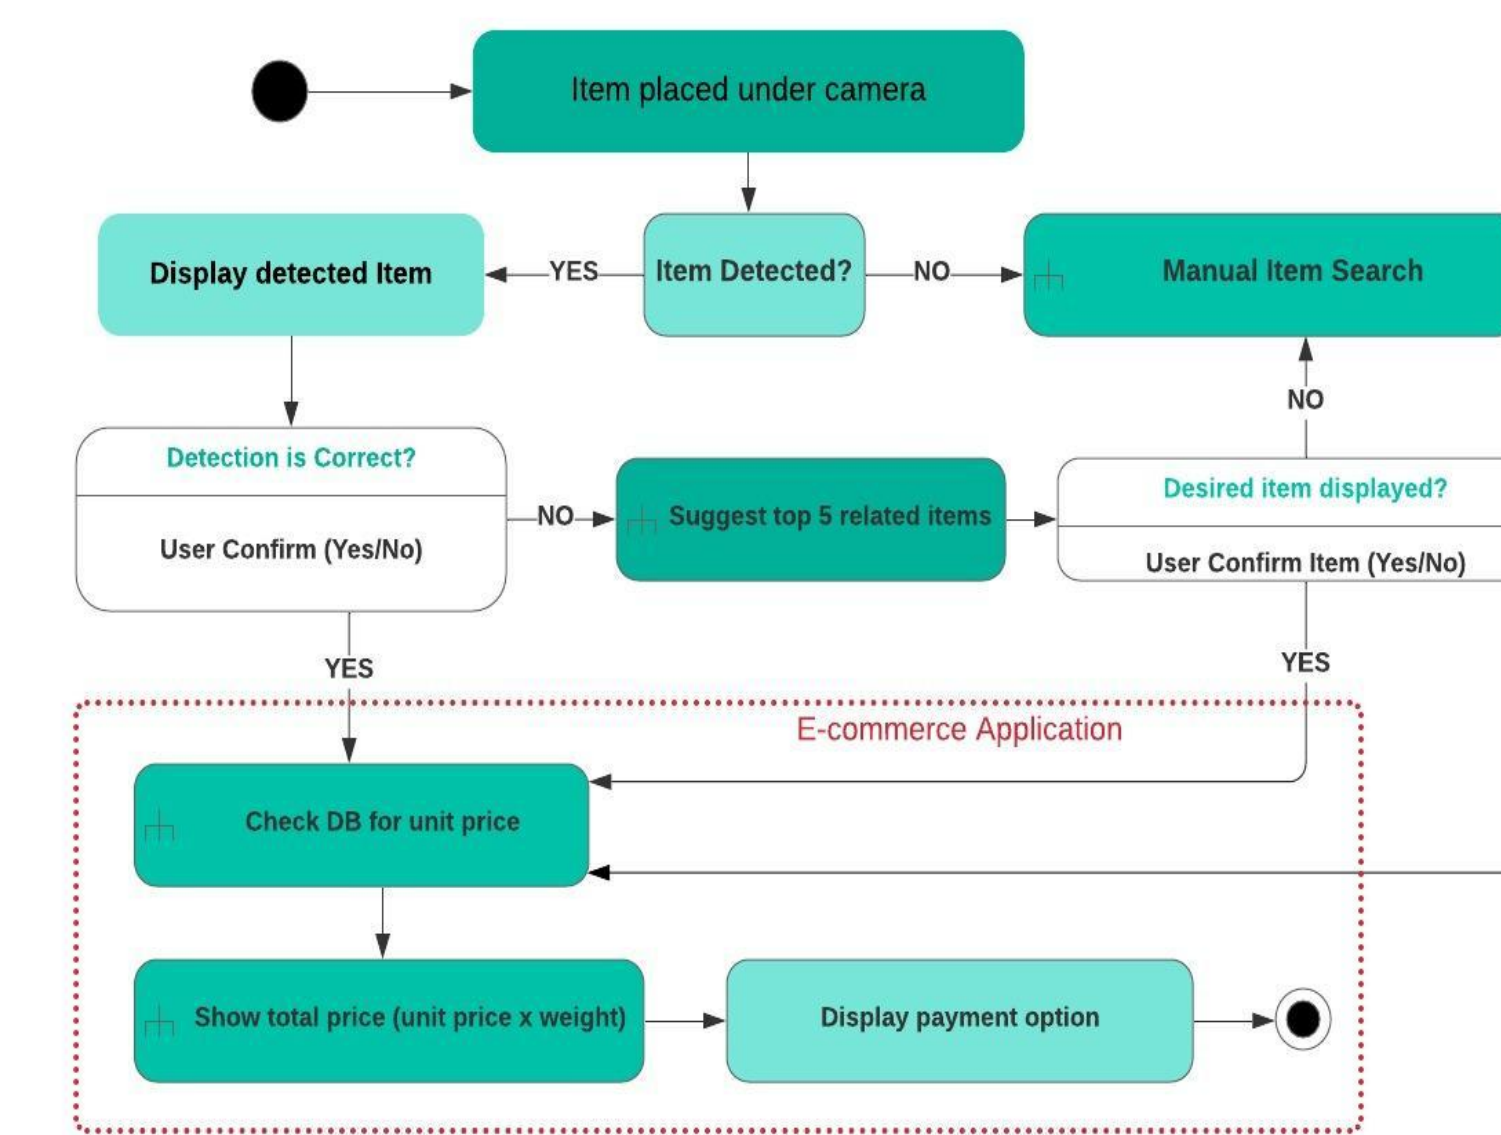 Item placed under camera
Display detected Item
YES
Item Detected?
NO
Manual Item Search
NO
Detection is Correct?
User Confirm (Yes/No)
NO
Suggest top 5 related items
Desired item displayed?
User Confirm Item (Yes/No)
YES
YES
E-commerce Application
Check DB for unit price
Show total price (unit price x weight)
Display payment option